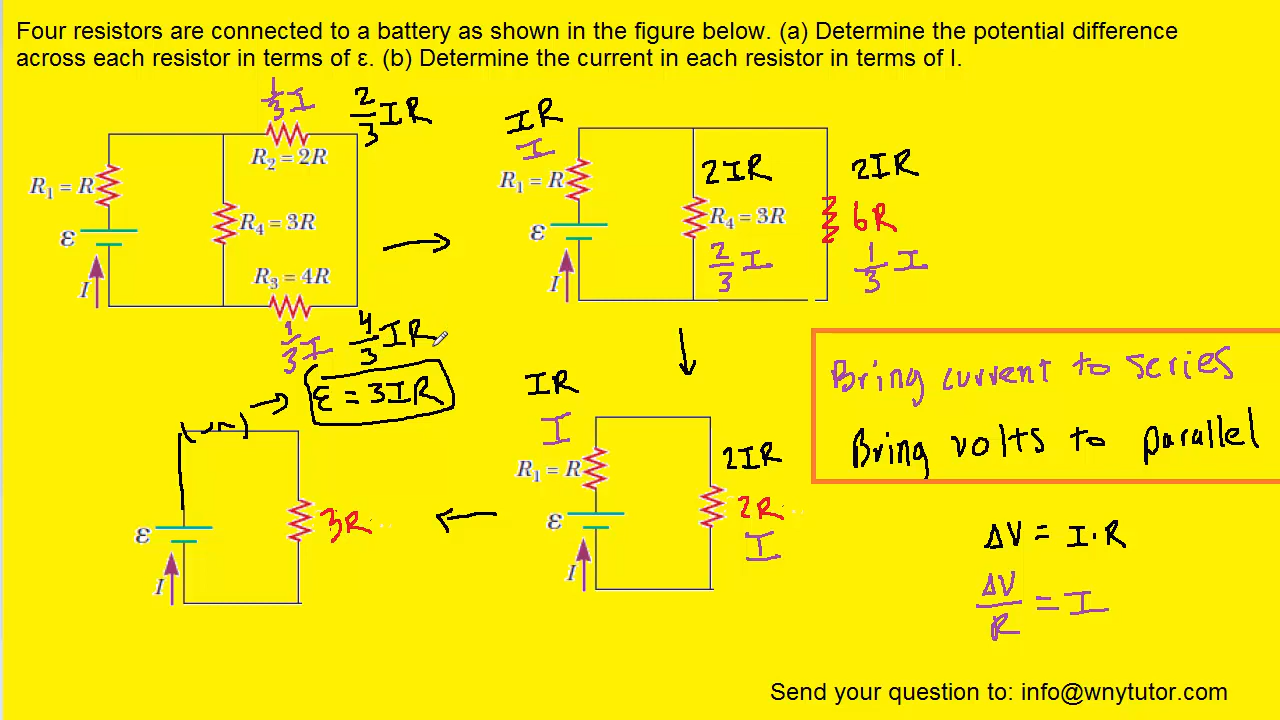 Four resistors are connected to a battery as shown in the figure below. (a) Determine the potential difference
across each resistor in terms of ε. (b) Determine the current in each resistor in terms of I.
1/3 I
2/3 IR
R₂ = 2R
R₁ = R
R₄ = 3R
ε
R₃ = 4R
I
1/3 I
4/3 IR
IR
I
R₁ = R
2IR
2IR
R₄ = 3R
6R
ε
2/3 I
1/3 I
I
Bring current to series
Bring volts to parallel
ε = 3IR
IR
I
2IR
R₁ = R
2R
ε
I
I
3R
ε
I
ΔV = I·R
ΔV/R = I
Send your question to: info@wnytutor.com